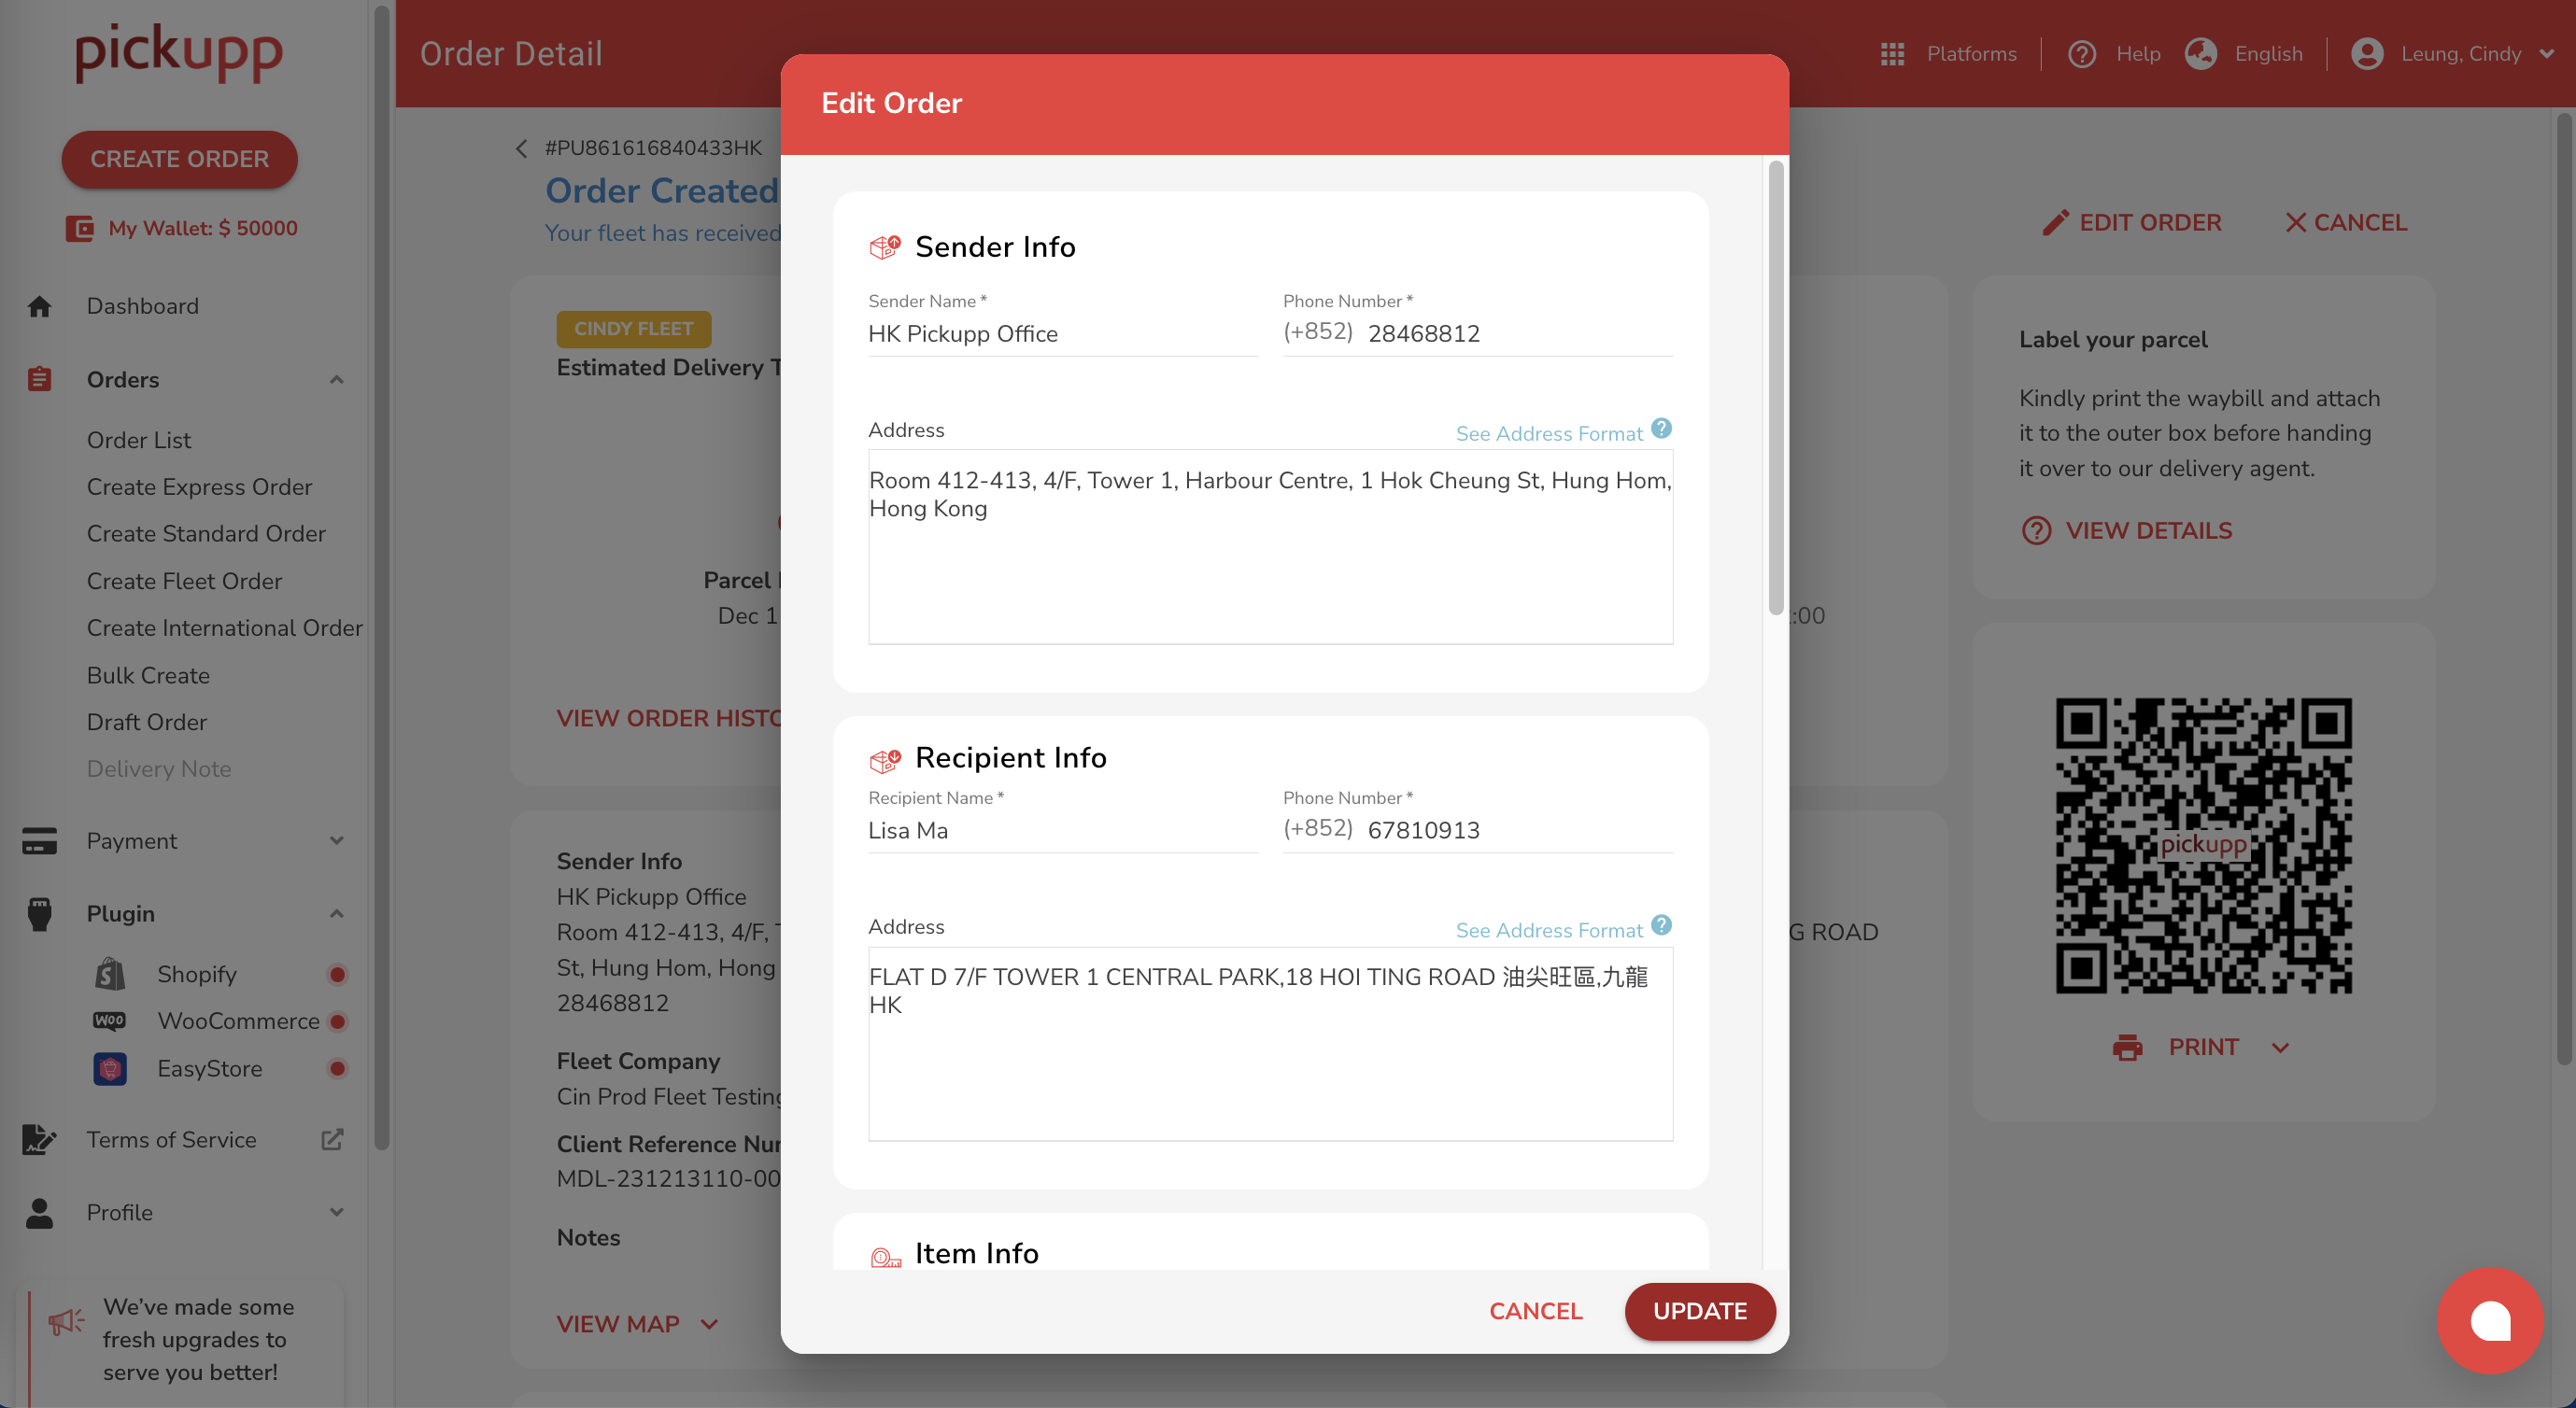 pickupp
CREATE ORDER
My Wallet: $ 50000
Dashboard
Orders
Order List
Create Express Order
Create Standard Order
Create Fleet Order
Create International Order
Bulk Create
Draft Order
Delivery Note
Payment
Plugin
Shopify
WOO WooCommerce
EasyStore
Terms of Service
Profile
We've made some
fresh upgrades to
serve you better!
Order Detail
Platforms
Help
English
Leung, Cindy
#PU861616840433HK
Order Created
Your fleet has received
EDIT ORDER
CANCEL
CINDY FLEET
Estimated Delivery
Parcel
Dec 1
:00
VIEW ORDER HISTO
Sender Info
HK Pickupp Office
Room 412-413, 4/F,
St, Hung Hom, Hong
28468812
G ROAD
Fleet Company
Cin Prod Fleet Testing
Client Reference Nu
MDL-231213110-00
Notes
VIEW MAP
Edit Order
Sender Info
Sender Name *
HK Pickupp Office
Phone Number *
(+852) 28468812
Address
See Address Format ?
Room 412-413, 4/F, Tower 1, Harbour Centre, 1 Hok Cheung St, Hung Hom,
Hong Kong
Recipient Info
Recipient Name *
Lisa Ma
Phone Number *
(+852) 67810913
Address
See Address Format ?
FLAT D 7/F TOWER 1 CENTRAL PARK,18 HOI TING ROAD 油尖旺區,九龍
HK
Item Info
CANCEL
UPDATE
Label your parcel
Kindly print the waybill and attach
it to the outer box before handing
it over to our delivery agent.
VIEW DETAILS
pickupp
PRINT